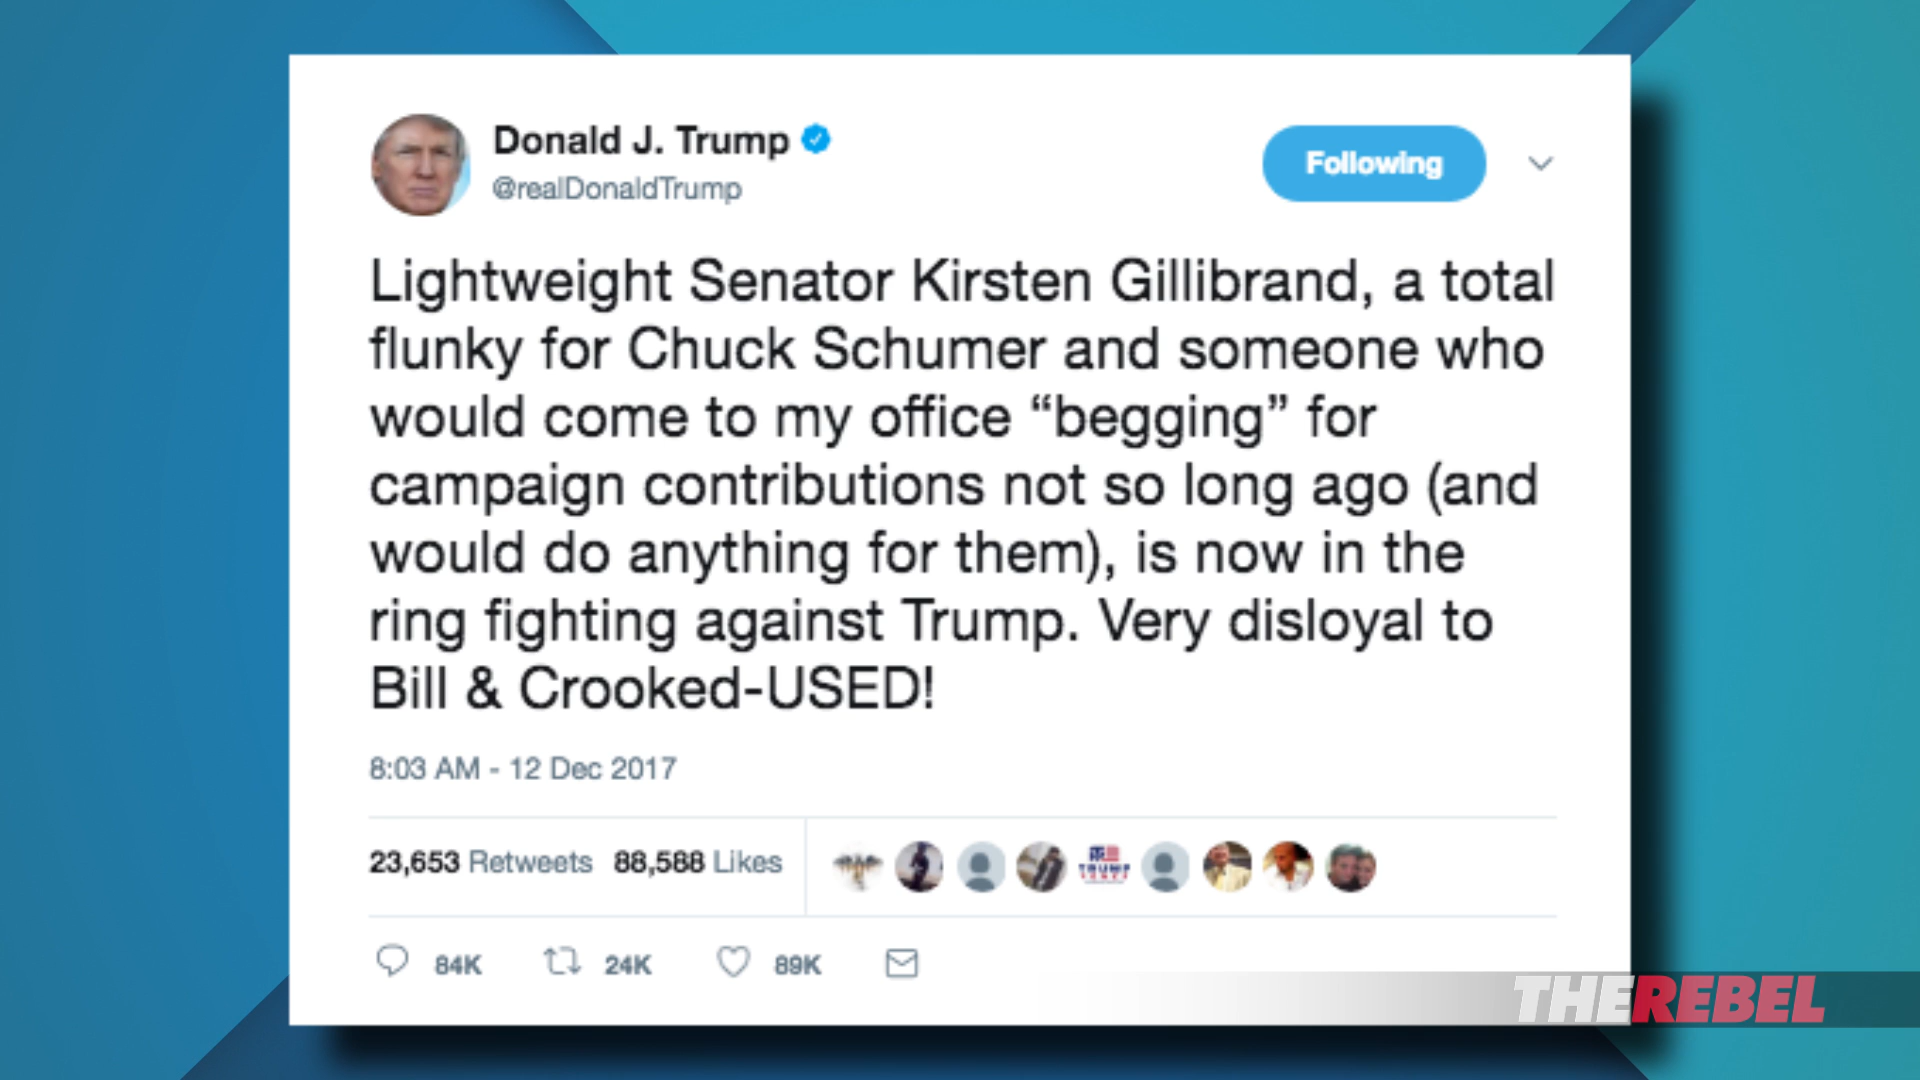 Donald J. Trump
@realDonaldTrump
Following
Lightweight Senator Kirsten Gillibrand, a total
flunky for Chuck Schumer and someone who
would come to my office “begging” for
campaign contributions not so long ago (and
would do anything for them), is now in the
ring fighting against Trump. Very disloyal to
Bill & Crooked-USED!
8:03 AM - 12 Dec 2017
23,653 Retweets 88,588 Likes
TRUMP
84K 24K 89K
THEREBEL